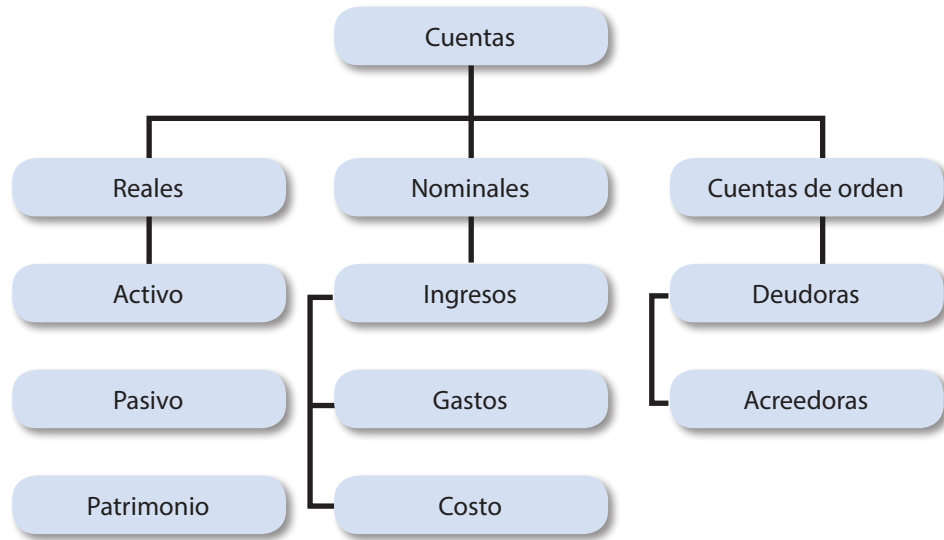 Cuentas
Reales
Nominales
Cuentas de orden
Activo
Ingresos
Deudoras
Pasivo
Gastos
Acreedoras
Patrimonio
Costo